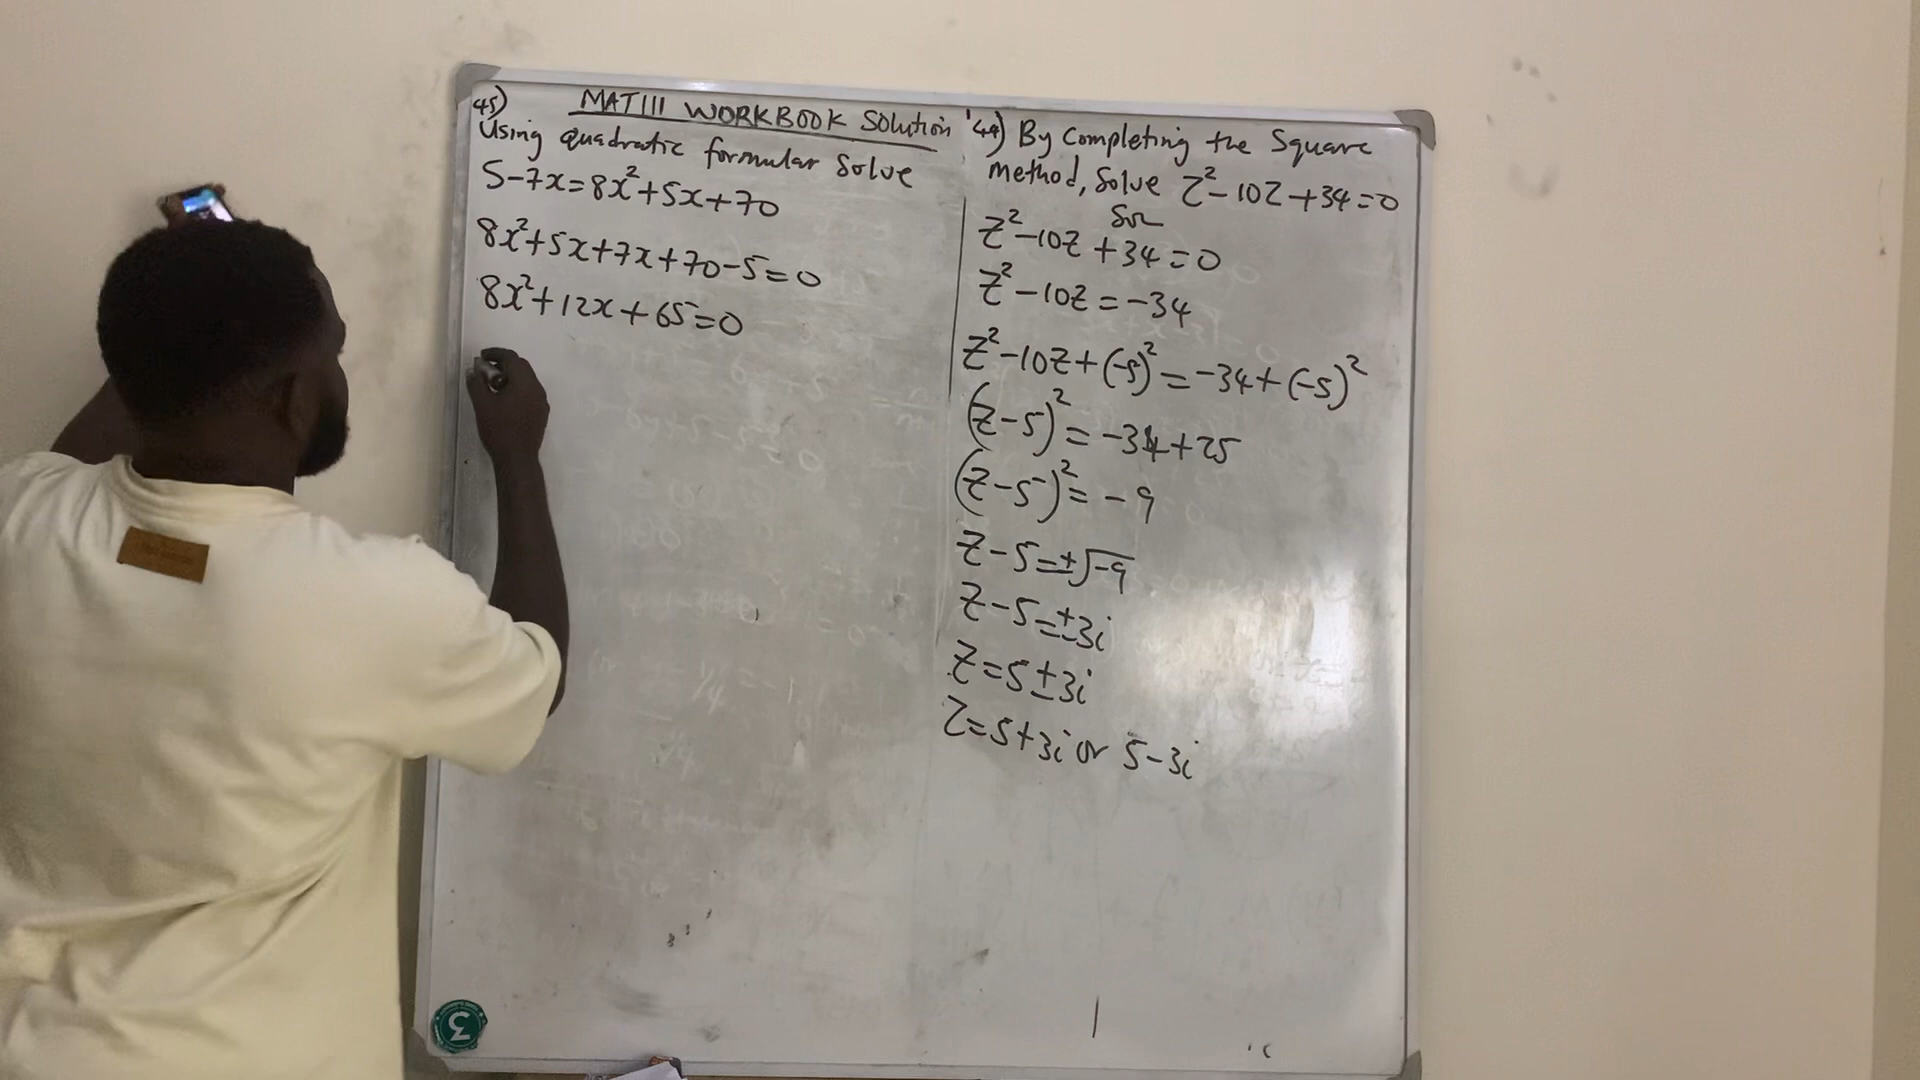 MAT111 WORKBOOK Solution
45)
Using quadratic formular Solve
5-7x=8x²+5x+70
8x²+5x+7x+70-5=0
8x²+12x+65=0
49) By Completing the Square
method, Solve Z²-10Z+34=0
Soln
Z²-10Z+34=0
Z²-10Z=-34
Z²-10Z+(-5)²=-34+(-5)²
(Z-5)²=-34+25
(Z-5)²=-9
Z-5=±√-9
Z-5=±3i
Z=5±3i
Z=5+3i or 5-3i
3